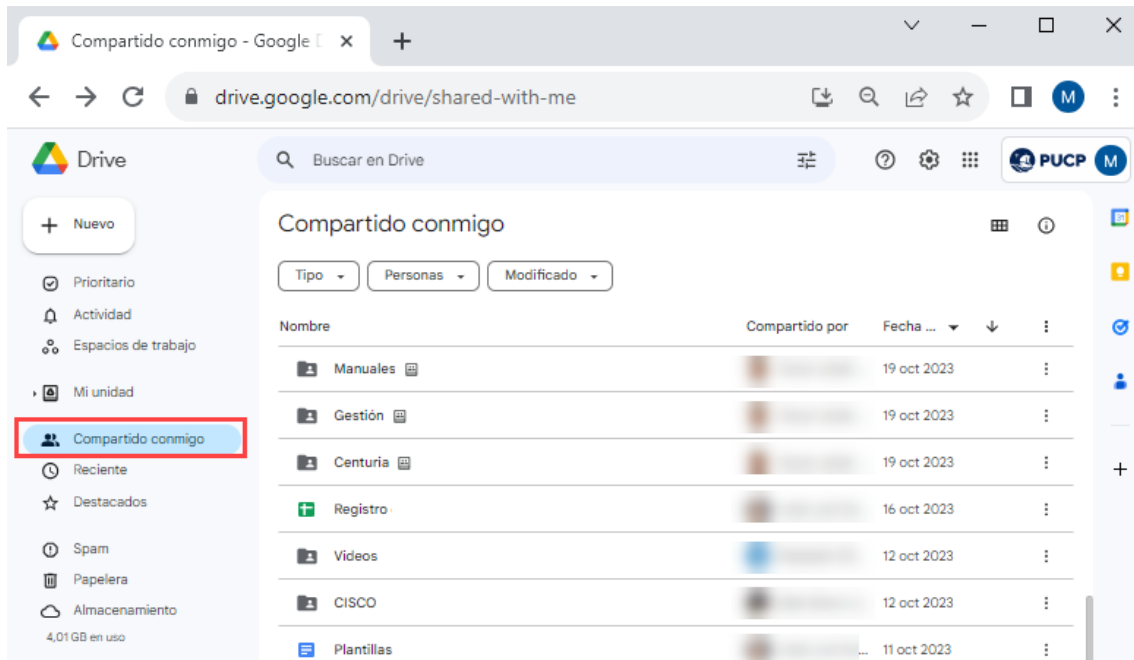 Compartido conmigo - Google
drive.google.com/drive/shared-with-me
M
Drive
Buscar en Drive
PUCP
M
Nuevo
Compartido conmigo
Tipo
Personas
Modificado
Prioritario
Actividad
Espacios de trabajo
Mi unidad
Compartido conmigo
Reciente
Destacados
Spam
Papelera
Almacenamiento
4,01 GB en uso
Nombre Compartido por Fecha ...
Manuales 19 oct 2023
Gestión 19 oct 2023
Centuria 19 oct 2023
Registro 16 oct 2023
Videos 12 oct 2023
CISCO 12 oct 2023
Plantillas ... 11 oct 2023